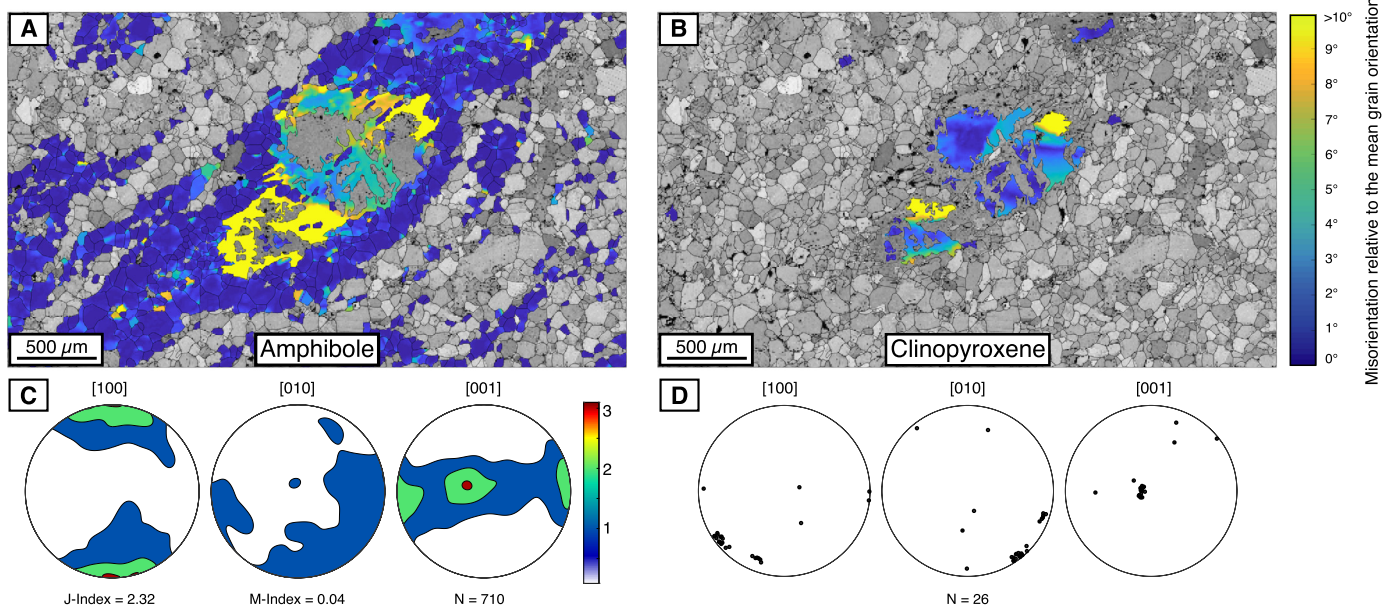 A
B
500 µm
Amphibole
500 µm
Clinopyroxene
>10°
9°
8°
7°
6°
5°
4°
3°
2°
1°
0°
Misorientation relative to the mean grain orientation
C
[100]
[010]
[001]
3
2
1
J-Index = 2.32
M-Index = 0.04
N = 710
D
[100]
[010]
[001]
N = 26